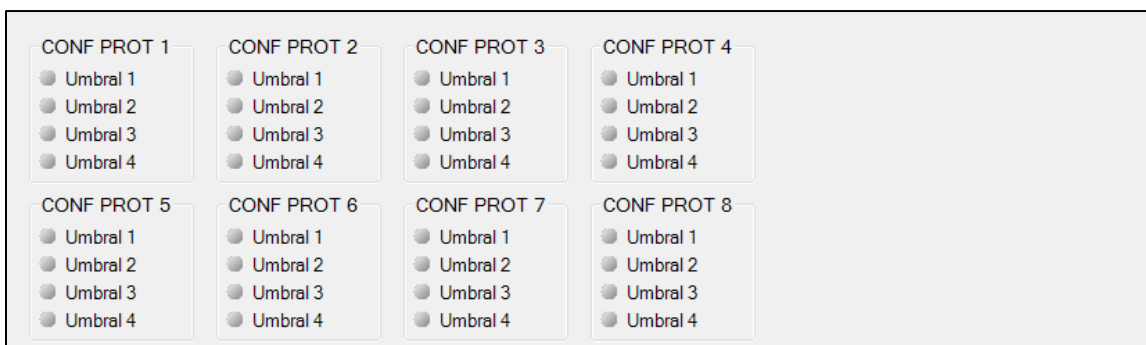 CONF PROT 1 CONF PROT 2 CONF PROT 3 CONF PROT 4
Umbral 1 Umbral 1 Umbral 1 Umbral 1
Umbral 2 Umbral 2 Umbral 2 Umbral 2
Umbral 3 Umbral 3 Umbral 3 Umbral 3
Umbral 4 Umbral 4 Umbral 4 Umbral 4
CONF PROT 5 CONF PROT 6 CONF PROT 7 CONF PROT 8
Umbral 1 Umbral 1 Umbral 1 Umbral 1
Umbral 2 Umbral 2 Umbral 2 Umbral 2
Umbral 3 Umbral 3 Umbral 3 Umbral 3
Umbral 4 Umbral 4 Umbral 4 Umbral 4